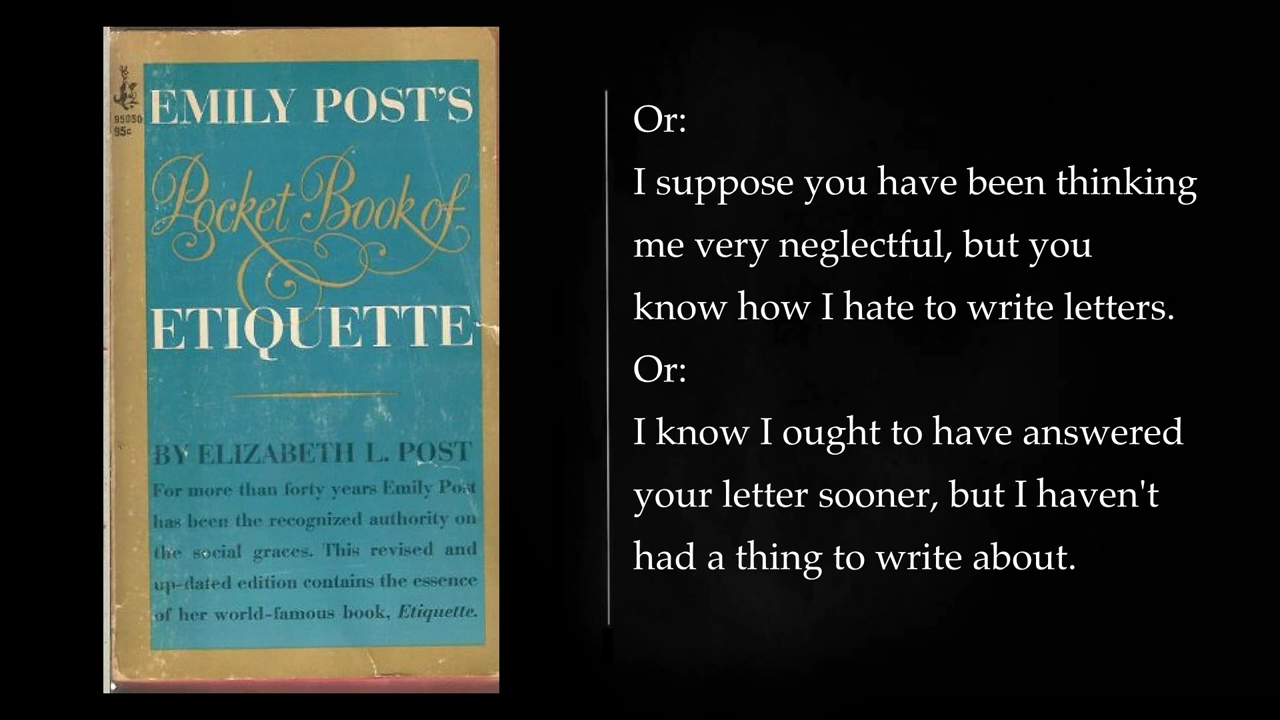 EMILY POST'S
Pocket Book of
ETIQUETTE
95050
95c
BY ELIZABETH L. POST
For more than forty years Emily Post
has been the recognized authority on
the social graces. This revised and
up-dated edition contains the essence
of her world-famous book, Etiquette.
Or:
I suppose you have been thinking
me very neglectful, but you
know how I hate to write letters.
Or:
I know I ought to have answered
your letter sooner, but I haven't
had a thing to write about.